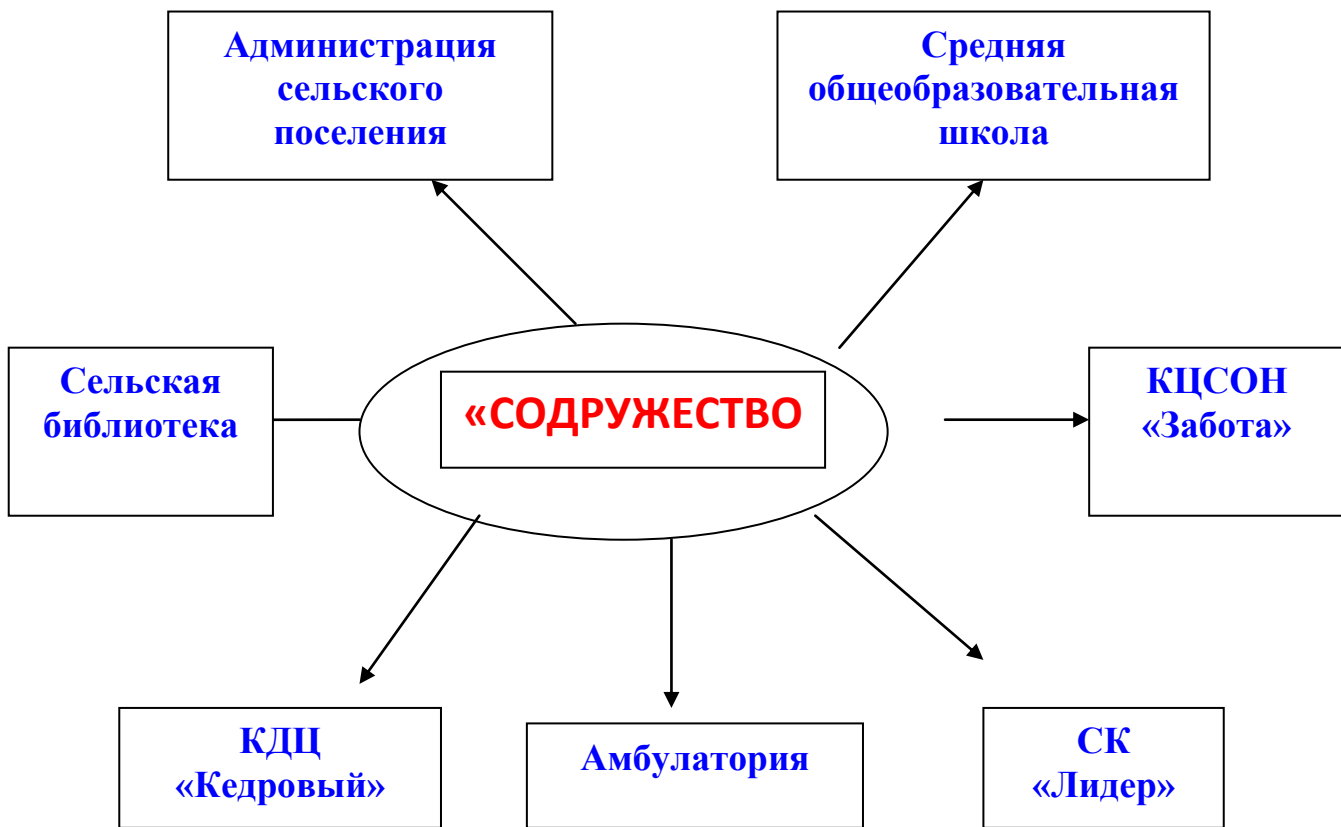 Администрация
сельского
поселения
Средняя
общеобразовательная
школа
Сельская
библиотека
«СОДРУЖЕСТВО
КЦСОН
«Забота»
КДЦ
«Кедровый»
Амбулатория
СК
«Лидер»